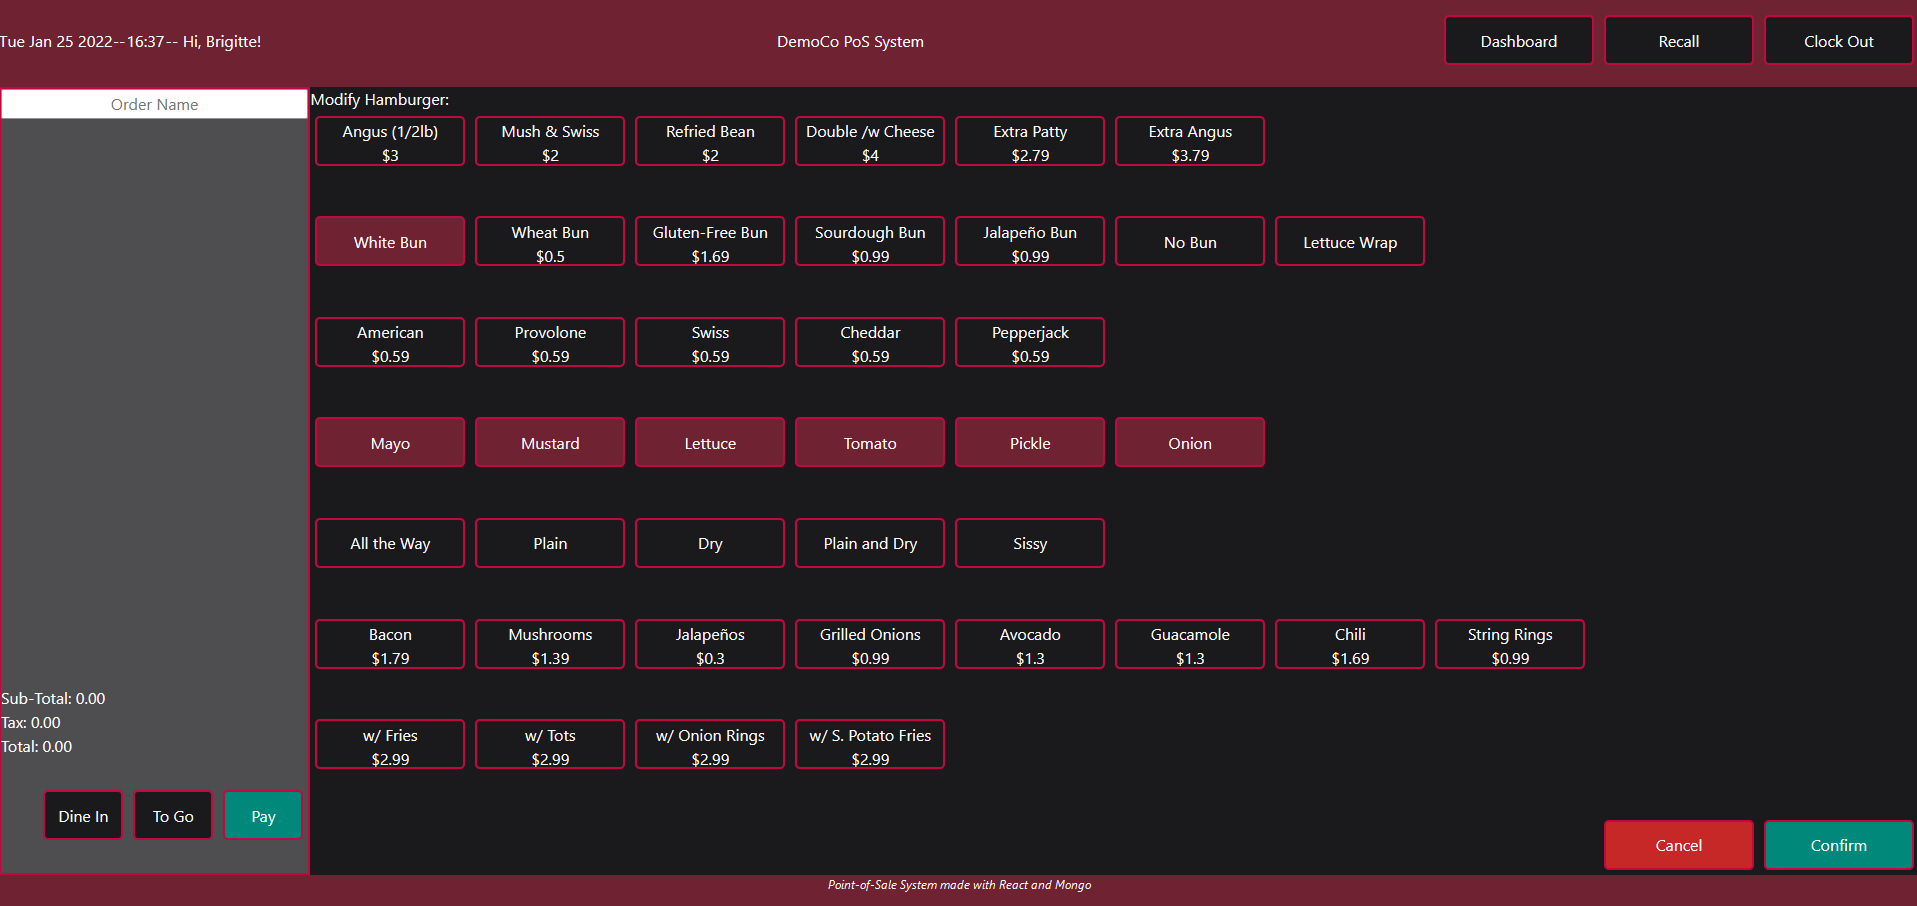 Tue Jan 25 2022--16:37-- Hi, Brigitte!
DemoCo PoS System
Dashboard
Recall
Clock Out
Order Name
Sub-Total: 0.00
Tax: 0.00
Total: 0.00
Dine In
To Go
Pay
Modify Hamburger:
Angus (1/2lb)
$3
Mush & Swiss
$2
Refried Bean
$2
Double /w Cheese
$4
Extra Patty
$2.79
Extra Angus
$3.79
White Bun
Wheat Bun
$0.5
Gluten-Free Bun
$1.69
Sourdough Bun
$0.99
Jalapeño Bun
$0.99
No Bun
Lettuce Wrap
American
$0.59
Provolone
$0.59
Swiss
$0.59
Cheddar
$0.59
Pepperjack
$0.59
Mayo
Mustard
Lettuce
Tomato
Pickle
Onion
All the Way
Plain
Dry
Plain and Dry
Sissy
Bacon
$1.79
Mushrooms
$1.39
Jalapeños
$0.3
Grilled Onions
$0.99
Avocado
$1.3
Guacamole
$1.3
Chili
$1.69
String Rings
$0.99
w/ Fries
$2.99
w/ Tots
$2.99
w/ Onion Rings
$2.99
w/ S. Potato Fries
$2.99
Cancel
Confirm
Point-of-Sale System made with React and Mongo